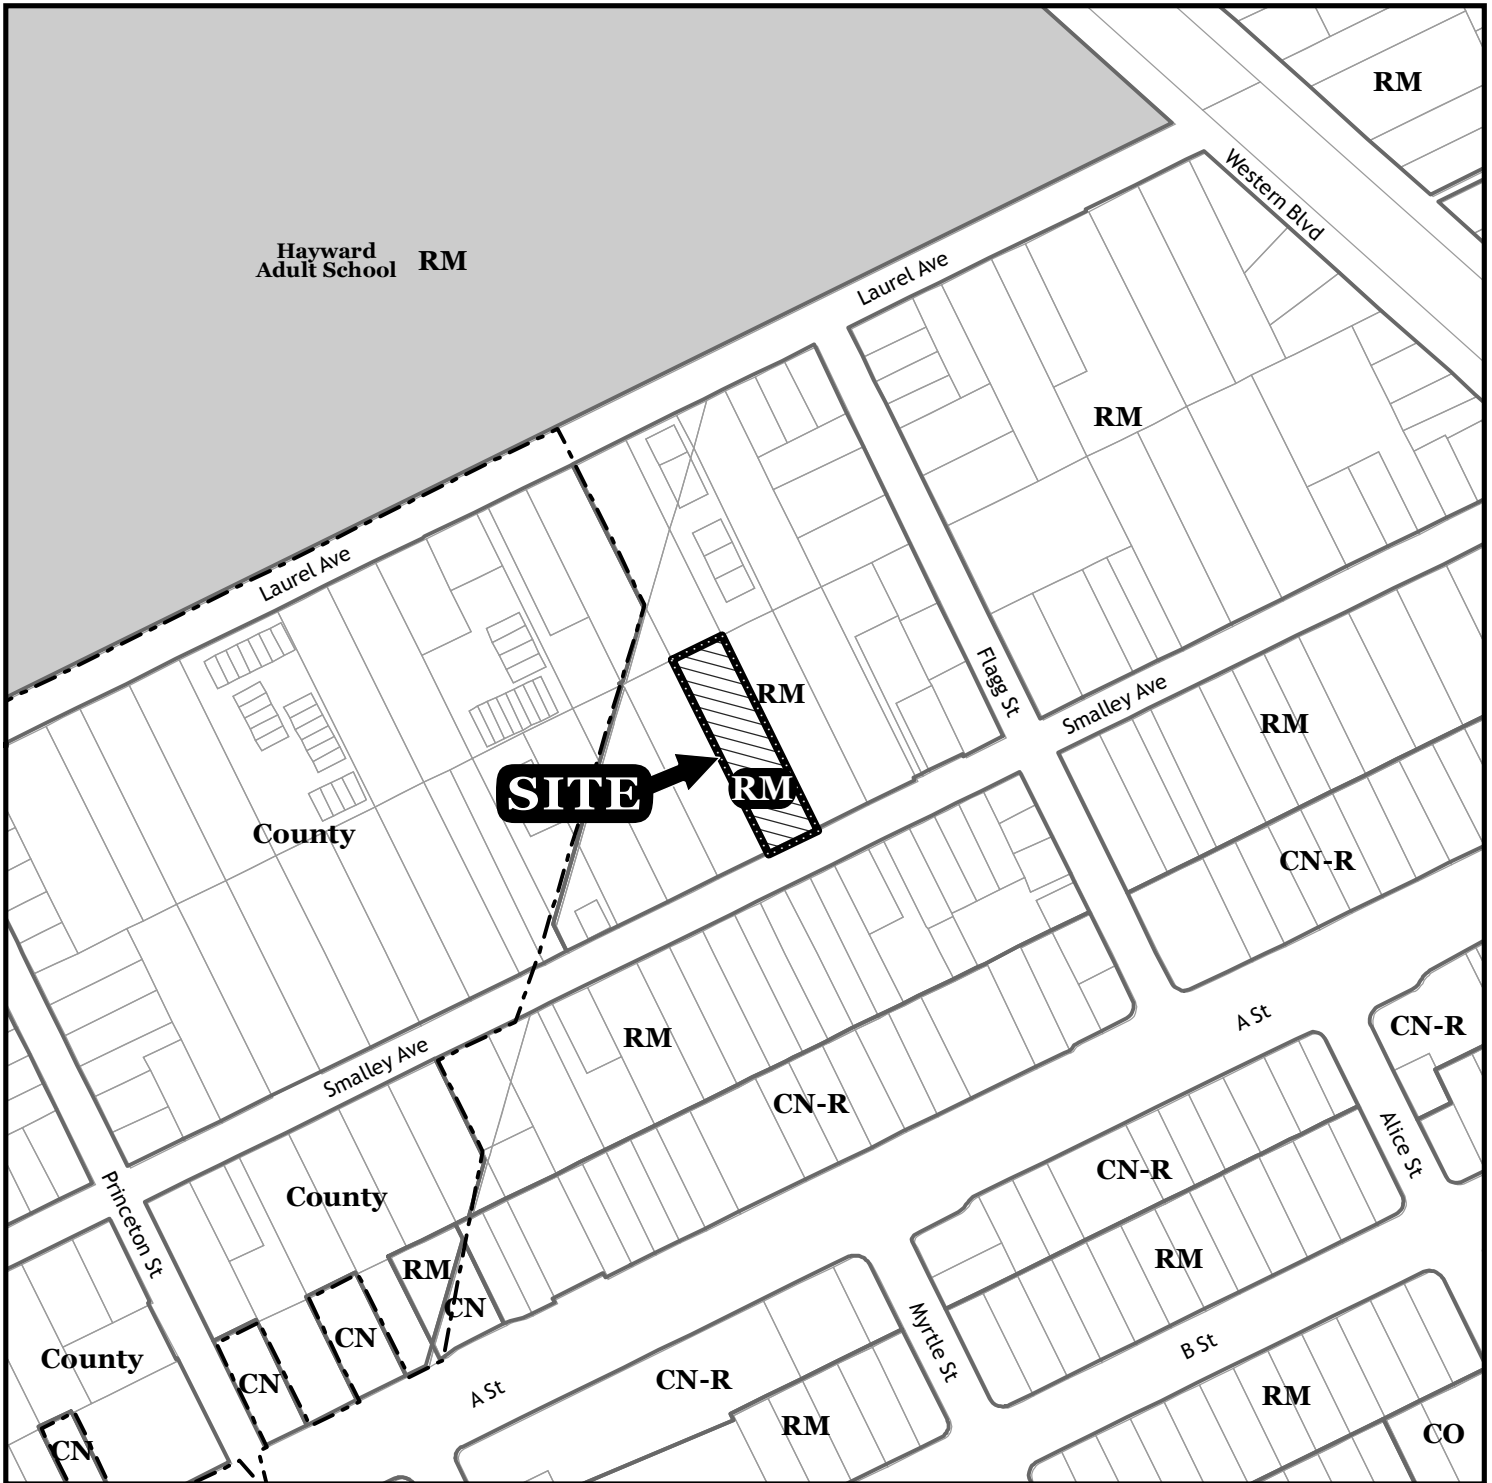 RM
Western Blvd
Hayward
Adult School
RM
Laurel Ave
RM
Laurel Ave
Flagg St
RM
Smalley Ave
RM
SITE
RM
County
CN-R
A St
CN-R
RM
Smalley Ave
CN-R
Alice St
CN-R
Princeton St
County
RM
RM
CN
Myrtle St
CN
B St
County
CN-R
CN
A St
RM
RM
CO
CN